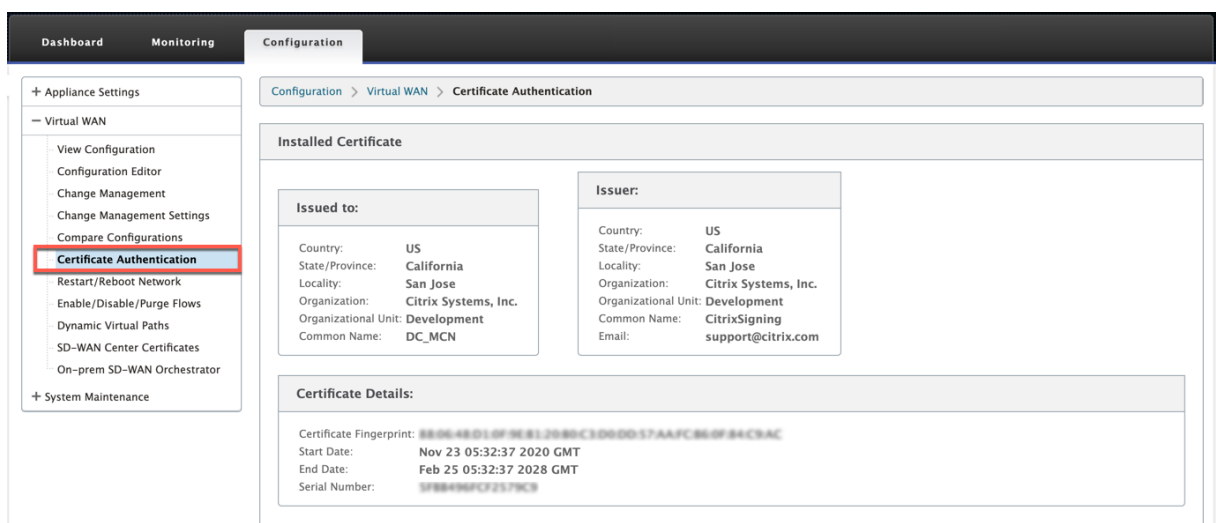 Dashboard Monitoring Configuration
+ Appliance Settings
− Virtual WAN
View Configuration
Configuration Editor
Change Management
Change Management Settings
Compare Configurations
Certificate Authentication
Restart/Reboot Network
Enable/Disable/Purge Flows
Dynamic Virtual Paths
SD-WAN Center Certificates
On-prem SD-WAN Orchestrator
+ System Maintenance
Configuration > Virtual WAN > Certificate Authentication
Installed Certificate
Issued to:
Country: US
State/Province: California
Locality: San Jose
Organization: Citrix Systems, Inc.
Organizational Unit: Development
Common Name: DC_MCN
Issuer:
Country: US
State/Province: California
Locality: San Jose
Organization: Citrix Systems, Inc.
Organizational Unit: Development
Common Name: CitrixSigning
Email: support@citrix.com
Certificate Details:
Certificate Fingerprint:
Start Date: Nov 23 05:32:37 2020 GMT
End Date: Feb 25 05:32:37 2028 GMT
Serial Number: